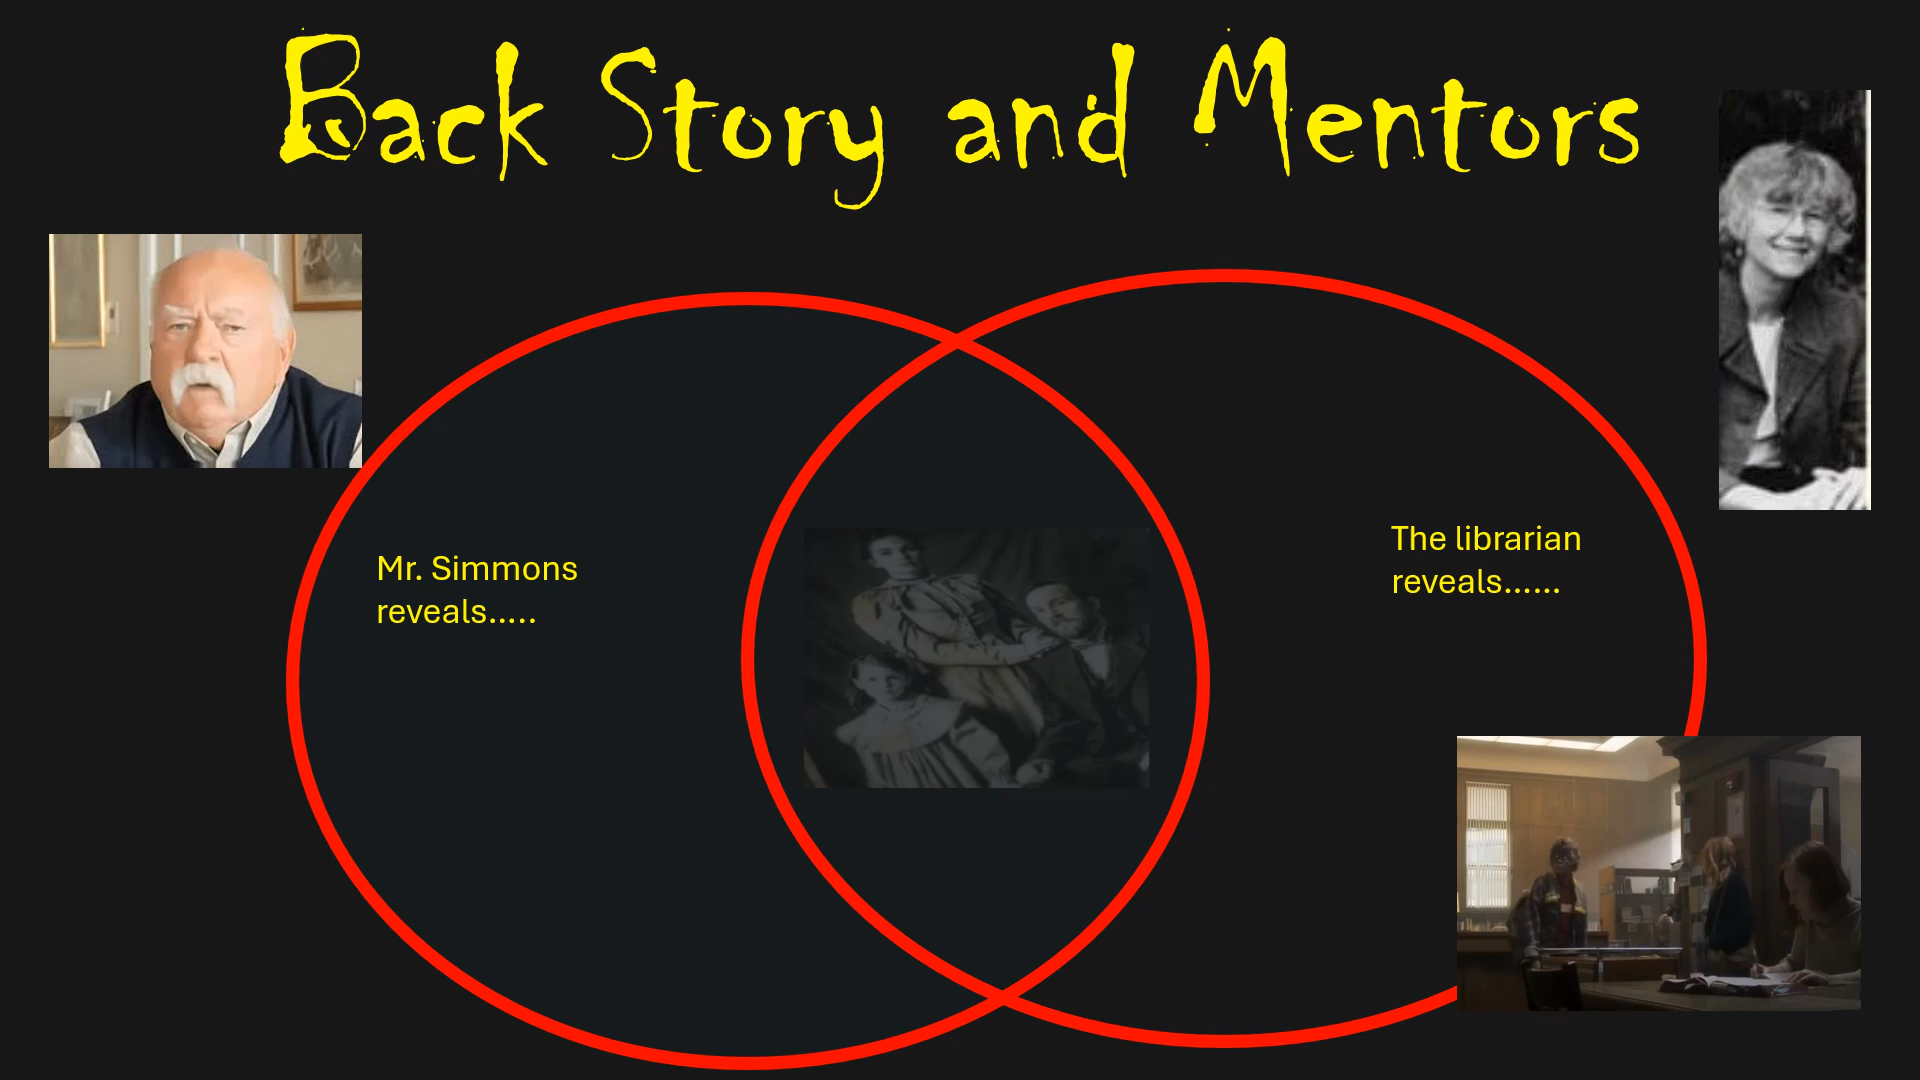 Back Story and Mentors
Mr. Simmons
reveals.....
The librarian
reveals......